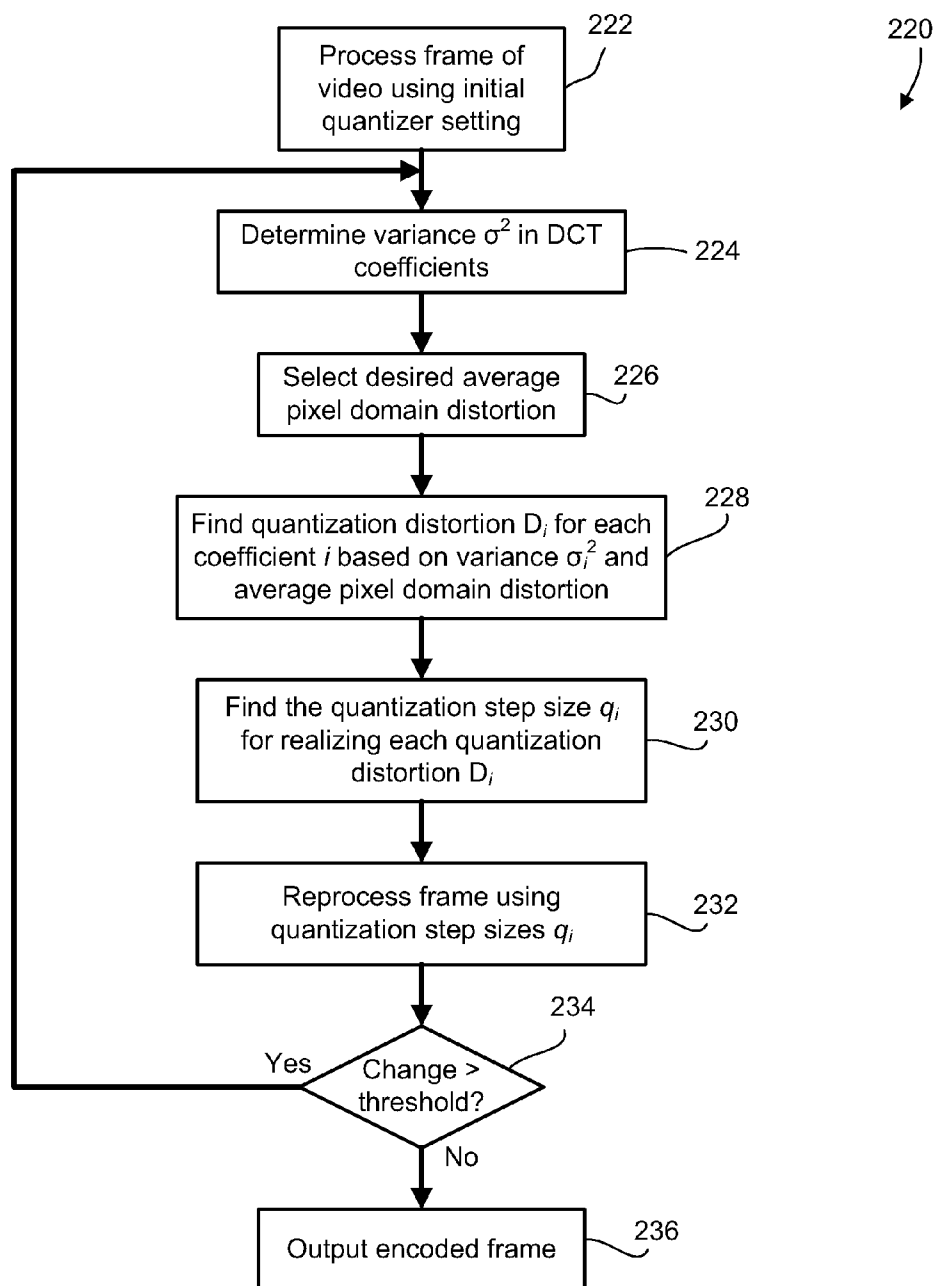 220
222
Process frame of
video using initial
quantizer setting
Determine variance σ² in DCT
coefficients
224
Select desired average
pixel domain distortion
226
228
Find quantization distortion Dᵢ for each
coefficient i based on variance σᵢ² and
average pixel domain distortion
Find the quantization step size qᵢ
for realizing each quantization
distortion Dᵢ
230
Reprocess frame using
quantization step sizes qᵢ
232
234
Yes
Change >
threshold?
No
Output encoded frame
236